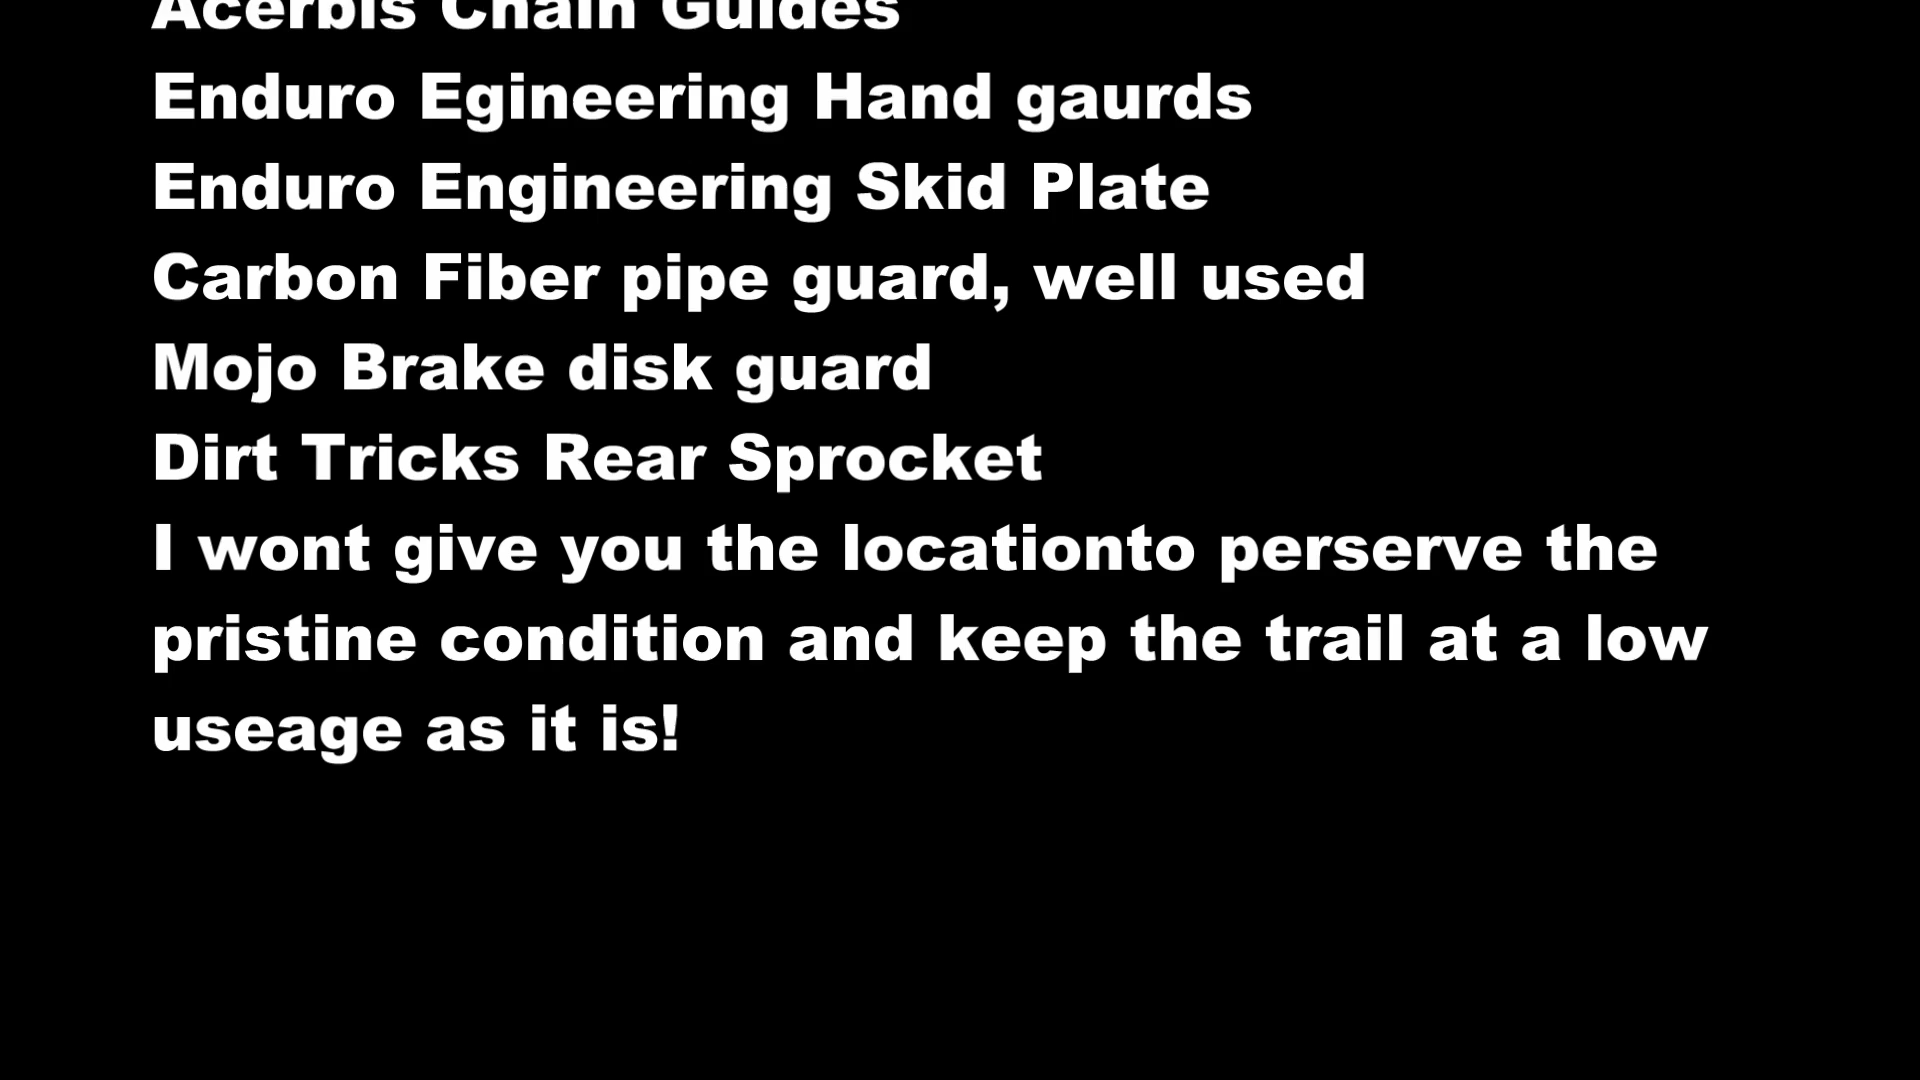 Acerbis Chain Guides
Enduro Egineering Hand gaurds
Enduro Engineering Skid Plate
Carbon Fiber pipe guard, well used
Mojo Brake disk guard
Dirt Tricks Rear Sprocket
I wont give you the locationto perserve the
pristine condition and keep the trail at a low
useage as it is!